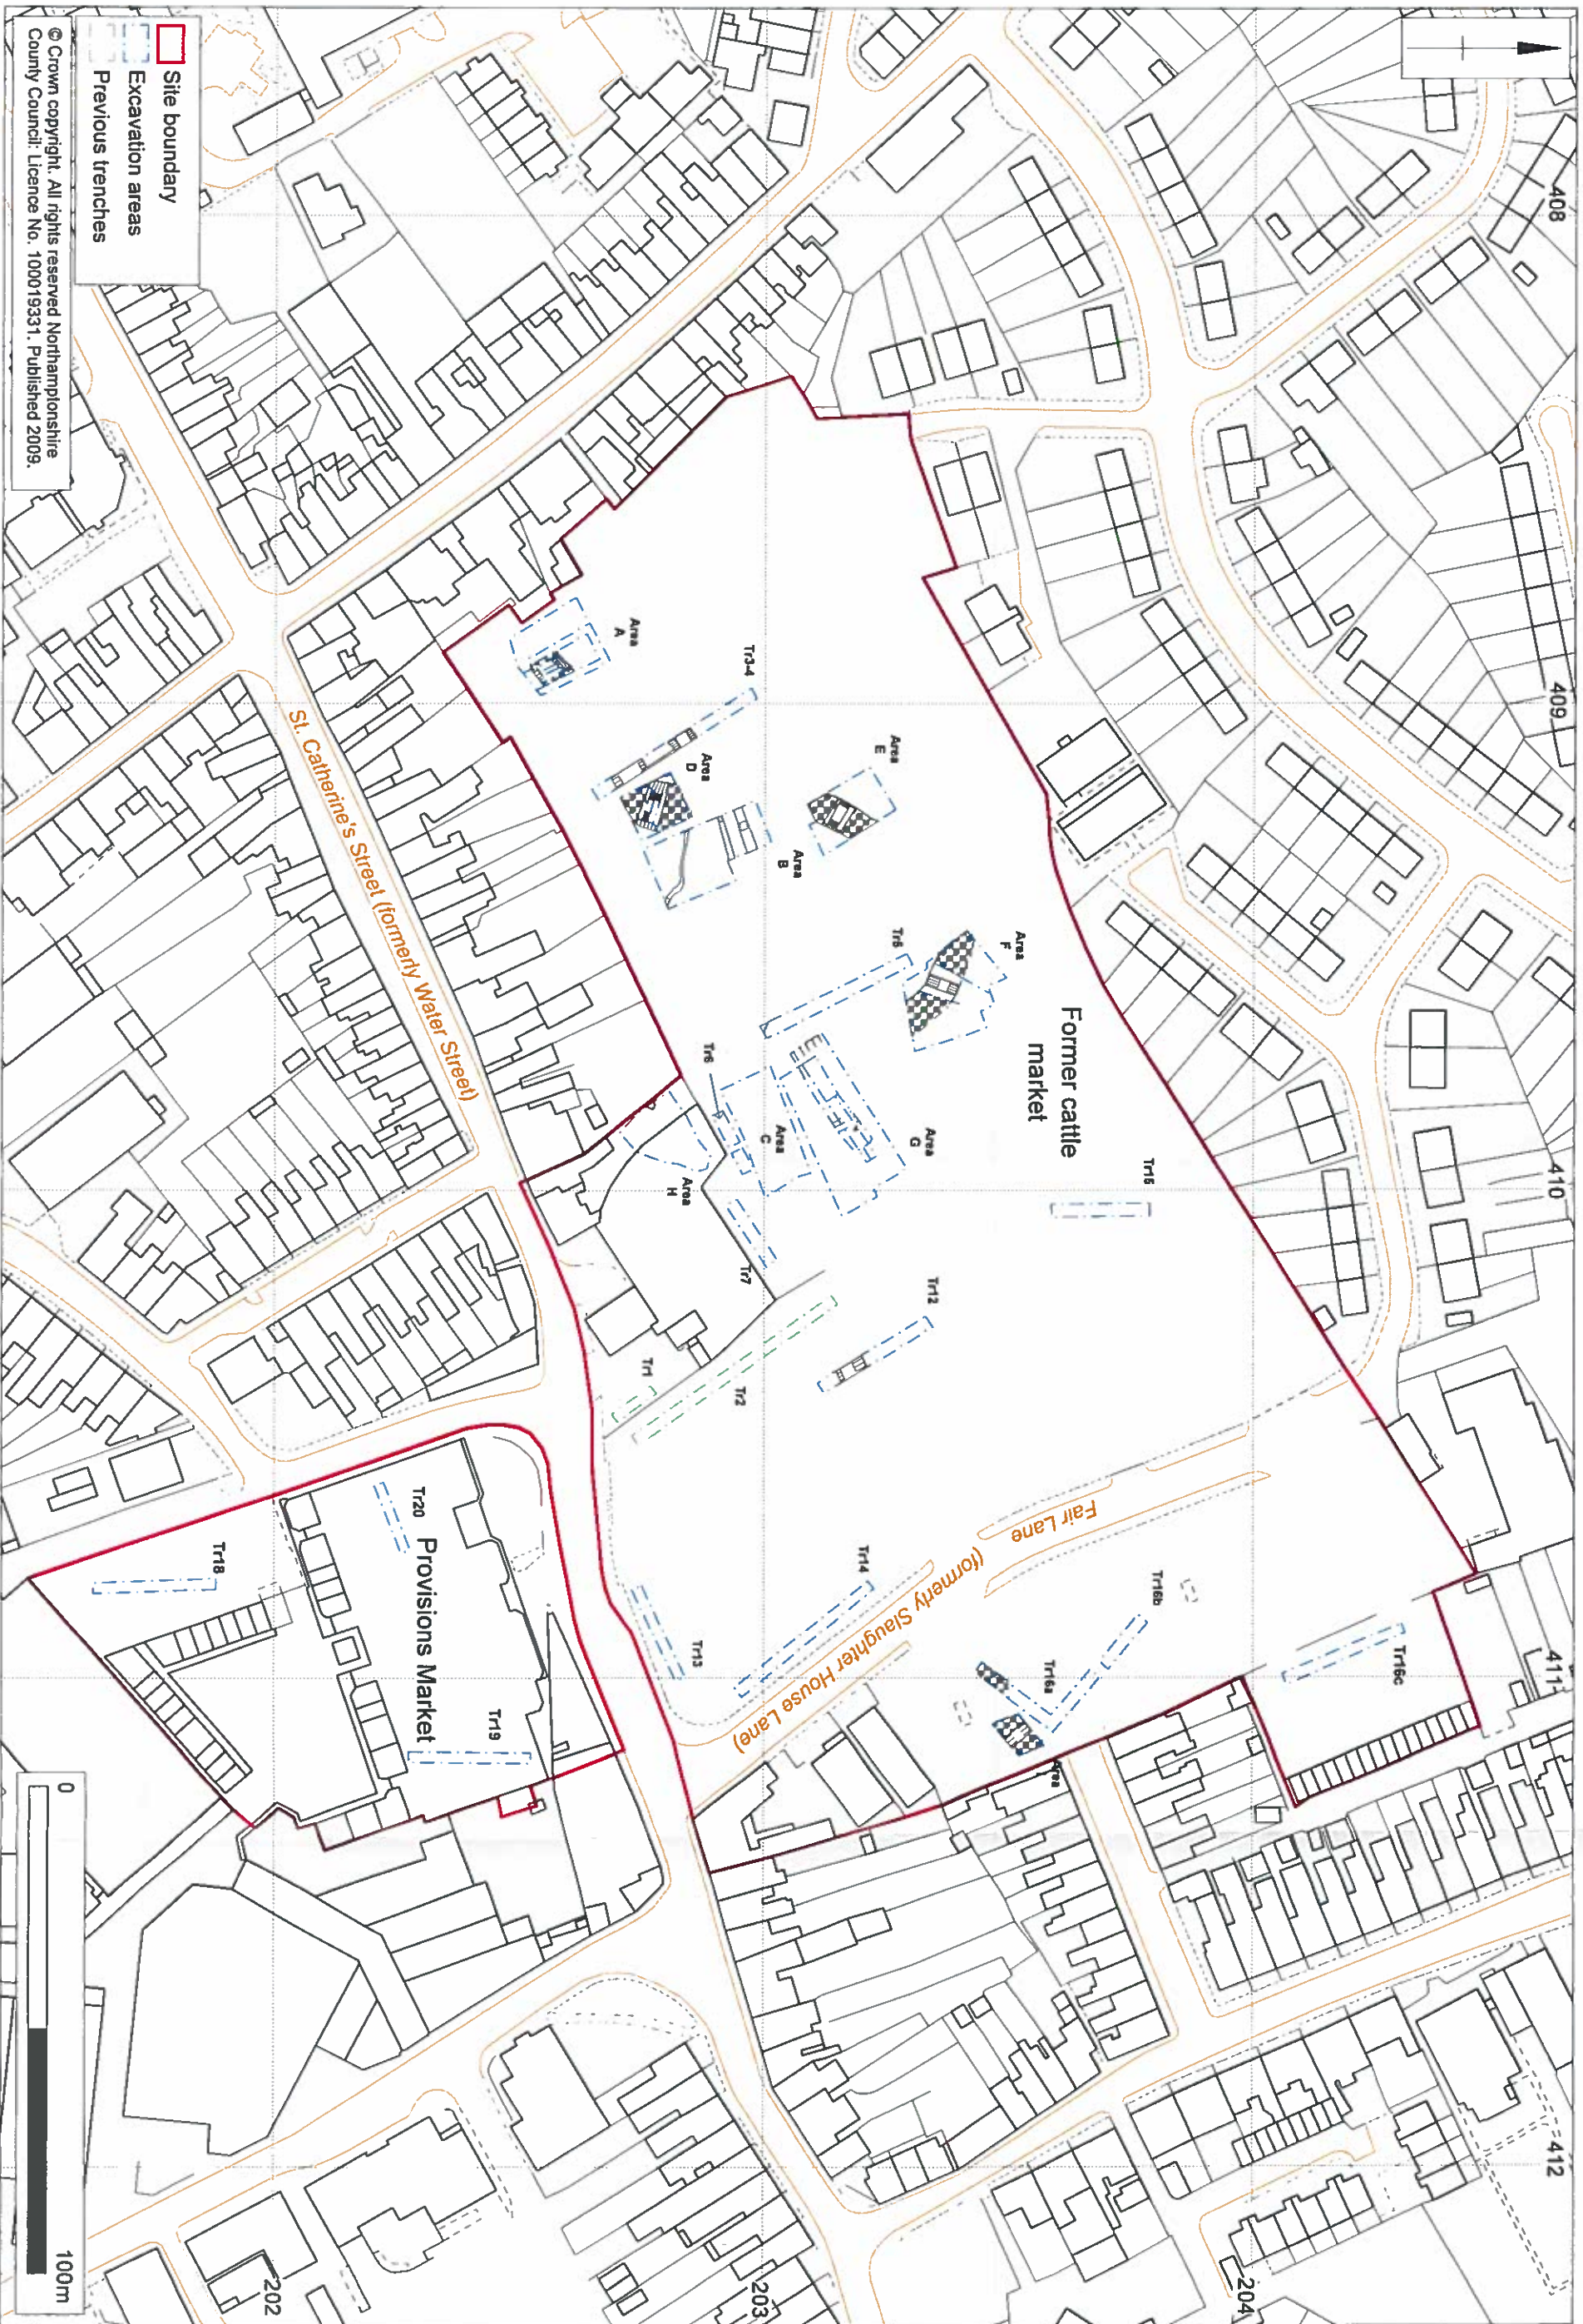 408
409
410
411
412
204
203
202
Former cattle
market
Area
A
Tr3-4
Area
D
Area
E
Area
B
Area
F
Tr5
Tr6
Area
C
Area
G
Area
H
Tr7
Tr15
Tr12
Tr1
Tr2
Fair Lane
(formerly Slaughter House Lane)
Tr14
Tr13
Tr16b
Tr16a
Tr16c
Area
St. Catherine's Street (formerly Water Street)
Tr20
Provisions Market
Tr18
Tr19
Site boundary
Excavation areas
Previous trenches
© Crown copyright. All rights reserved Northamptonshire
County Council: Licence No. 100019331. Published 2009.
0
100m